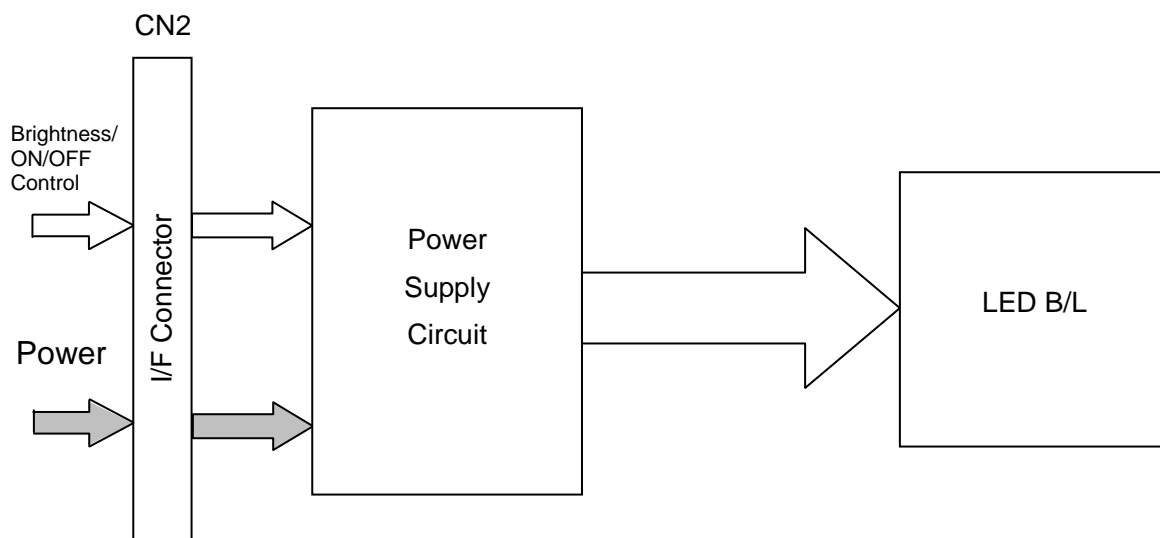 CN2
Brightness/
ON/OFF
Control
Power
I/F Connector
Power
Supply
Circuit
LED B/L